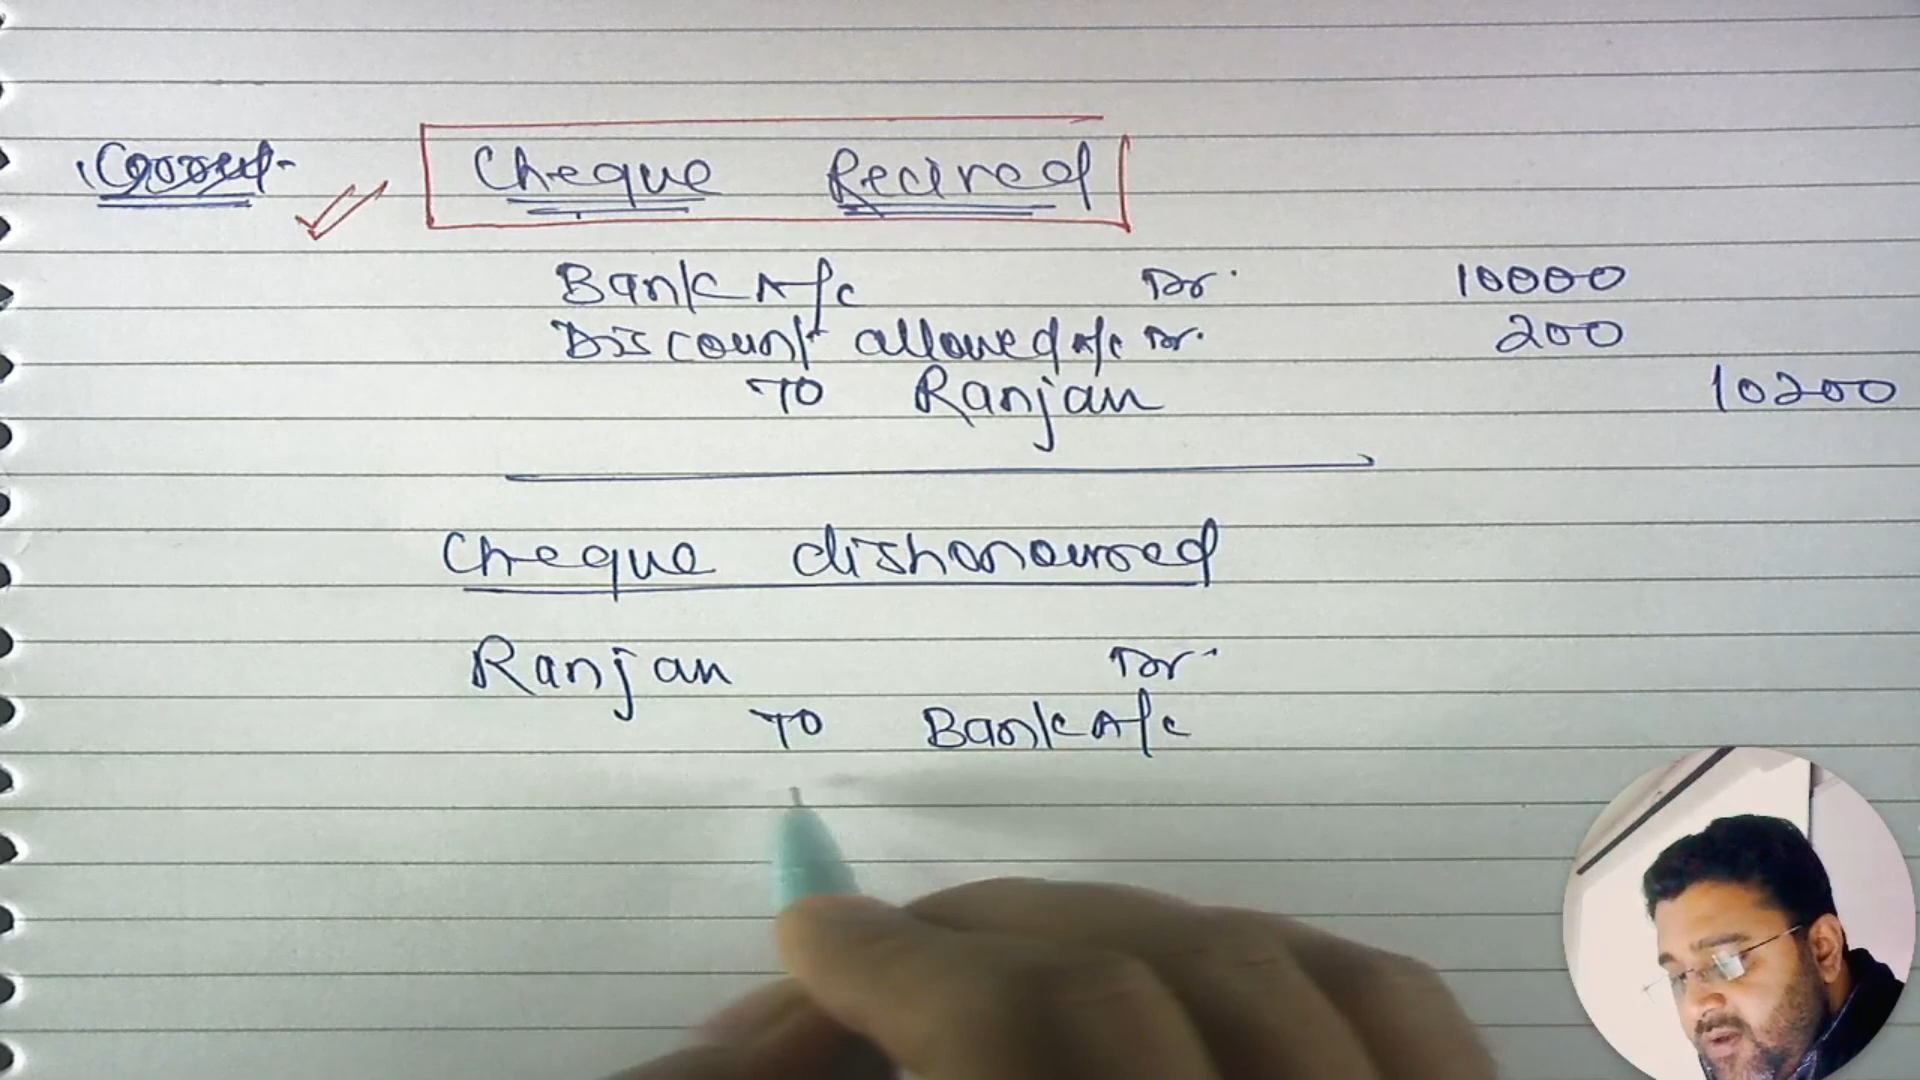 Cheque Recived
Bank A/c Dr. 10000
Discount allowed A/c Dr. 200
To Ranjan 10200
Cheque dishonoured
Ranjan Dr.
To Bank A/c